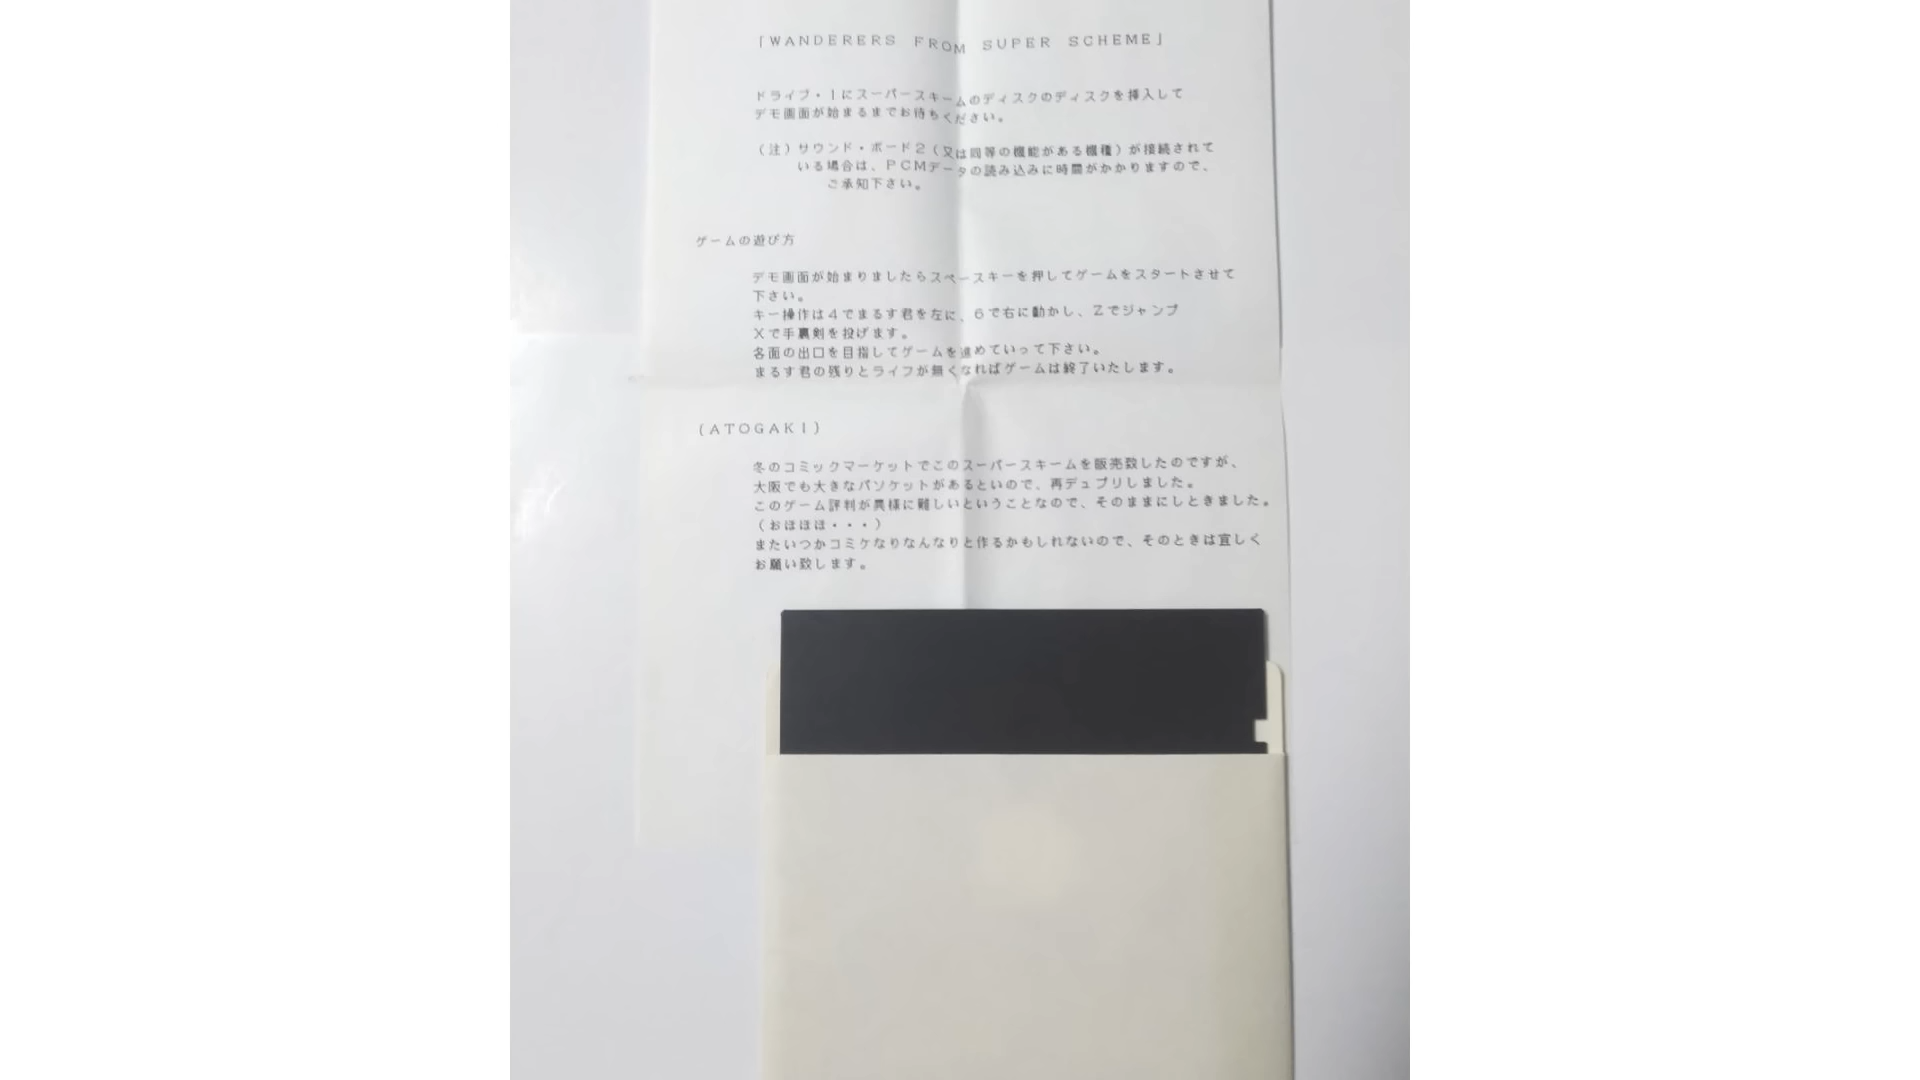 「WANDERERS FROM SUPER SCHEME」
ドライブ・1にスーパースキームのディスクのディスクを挿入して
デモ画面が始まるまでお待ちください。
(注)サウンド・ボード2(又は同等の機能がある機種)が接続されて
いる場合は、PCMデータの読み込みに時間がかかりますので、
ご承知下さい。
ゲームの遊び方
デモ画面が始まりましたらスペースキーを押してゲームをスタートさせて
下さい。
キー操作は4でまるす君を左に、6で右に動かし、Zでジャンプ
Xで手裏剣を投げます。
各面の出口を目指してゲームを進めていって下さい。
まるす君の残りとライフが無くなればゲームは終了いたします。
(ATOGAKI)
冬のコミックマーケットでこのスーパースキームを販売致したのですが、
大阪でも大きなパソケットがあるといので、再デュプリしました。
このゲーム評判が異様に難しいということなので、そのままにしときました。
(おほほほ・・・)
またいつかコミケなりなんなりと作るかもしれないので、そのときは宜しく
お願い致します。